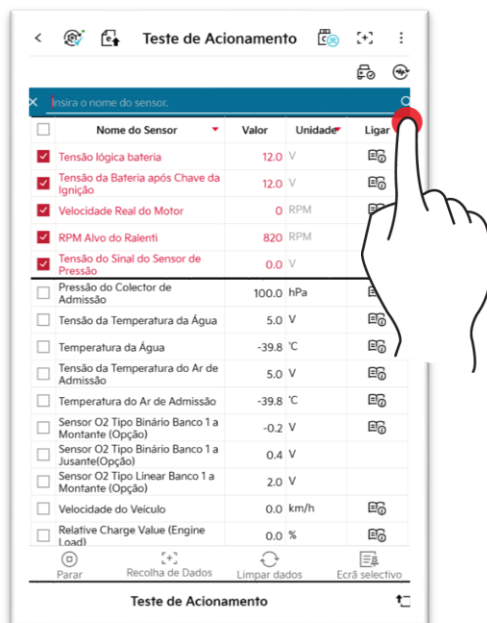 Teste de Acionamento
Insira o nome do sensor.
Nome do Sensor Valor Unidade Ligar
Tensão lógica bateria 12.0 V
Tensão da Bateria após Chave da
Ignição 12.0 V
Velocidade Real do Motor 0 RPM
RPM Alvo do Ralenti 820 RPM
Tensão do Sinal do Sensor de
Pressão 0.0 V
Pressão do Colector de
Admissão 100.0 hPa
Tensão da Temperatura da Água 5.0 V
Temperatura da Água -39.8 'C
Tensão da Temperatura do Ar de
Admissão 5.0 V
Temperatura do Ar de Admissão -39.8 'C
Sensor O2 Tipo Binário Banco 1 a
Montante (Opção) -0.2 V
Sensor O2 Tipo Binário Banco 1 a
Jusante(Opção) 0.4 V
Sensor O2 Tipo Linear Banco 1 a
Montante (Opção) 2.0 V
Velocidade do Veículo 0.0 km/h
Relative Charge Value (Engine
Load) 0.0 %
Parar Recolha de Dados Limpar dados Ecrã selectivo
Teste de Acionamento